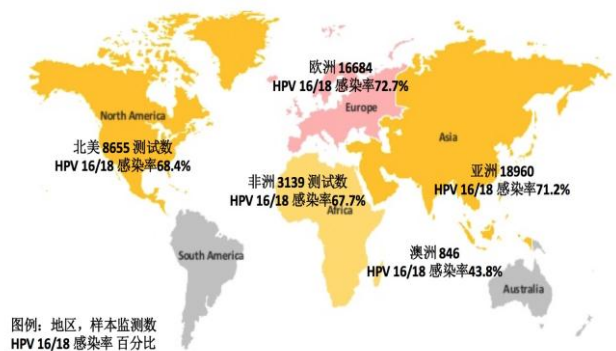 欧洲 16684
HPV 16/18 感染率72.7%
Europe
North America
北美 8655 测试数
HPV 16/18 感染率68.4%
Asia
亚洲 18960
HPV 16/18 感染率71.2%
非洲 3139 测试数
HPV 16/18 感染率67.7%
Africa
South America
澳洲 846
HPV 16/18 感染率43.8%
Australia
图例：地区，样本监测数
HPV 16/18 感染率 百分比